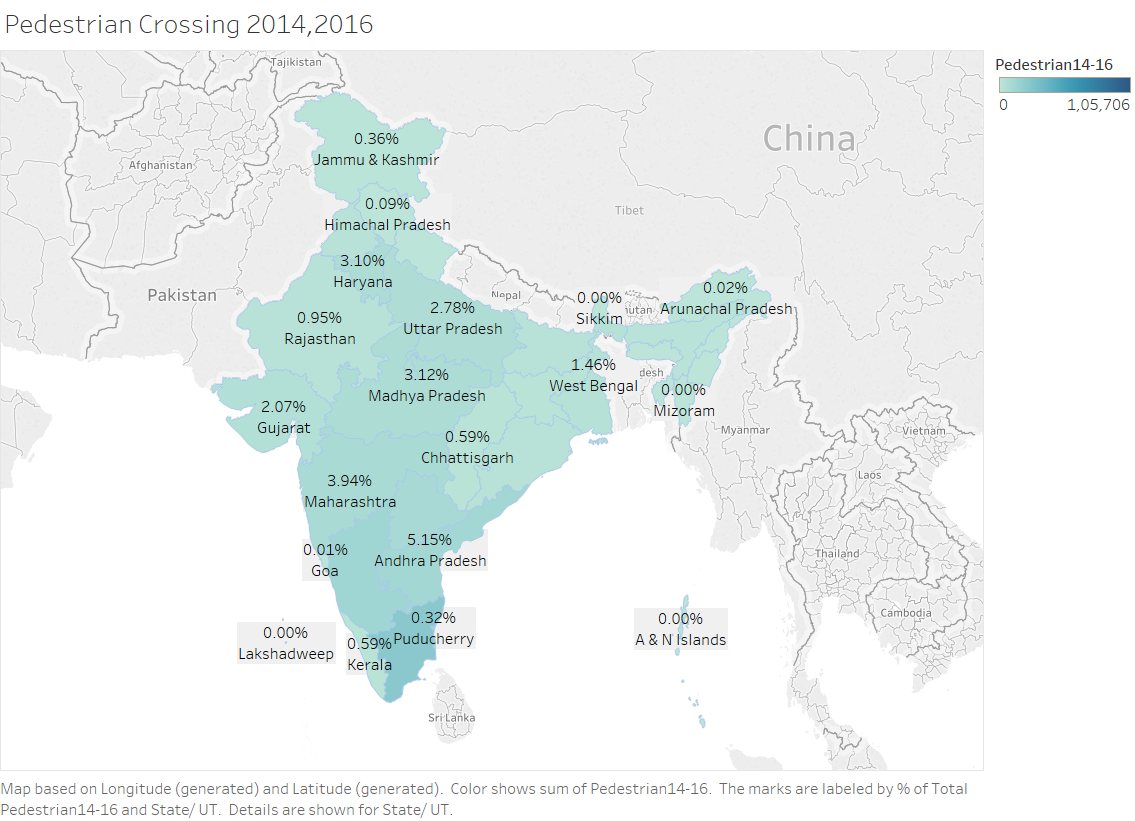 Pedestrian Crossing 2014,2016
Pedestrian14-16
0 1,05,706
Tajikistan
China
0.36%
Jammu & Kashmir
Afghanistan
0.09%
Himachal Pradesh
Tibet
3.10%
Haryana
Pakistan
Nepal
0.00%
Sikkim
utan
0.02%
Arunachal Pradesh
2.78%
Uttar Pradesh
0.95%
Rajasthan
1.46%
West Bengal
desh
3.12%
Madhya Pradesh
0.00%
Mizoram
2.07%
Gujarat
Myanmar
Vietnam
0.59%
Chhattisgarh
Laos
3.94%
Maharashtra
5.15%
Andhra Pradesh
0.01%
Goa
Thailand
Cambodia
0.32%
Puducherry
0.00%
A & N Islands
0.00%
Lakshadweep
0.59%
Kerala
Sri Lanka
Map based on Longitude (generated) and Latitude (generated).  Color shows sum of Pedestrian14-16.  The marks are labeled by % of Total
Pedestrian14-16 and State/ UT.  Details are shown for State/ UT.